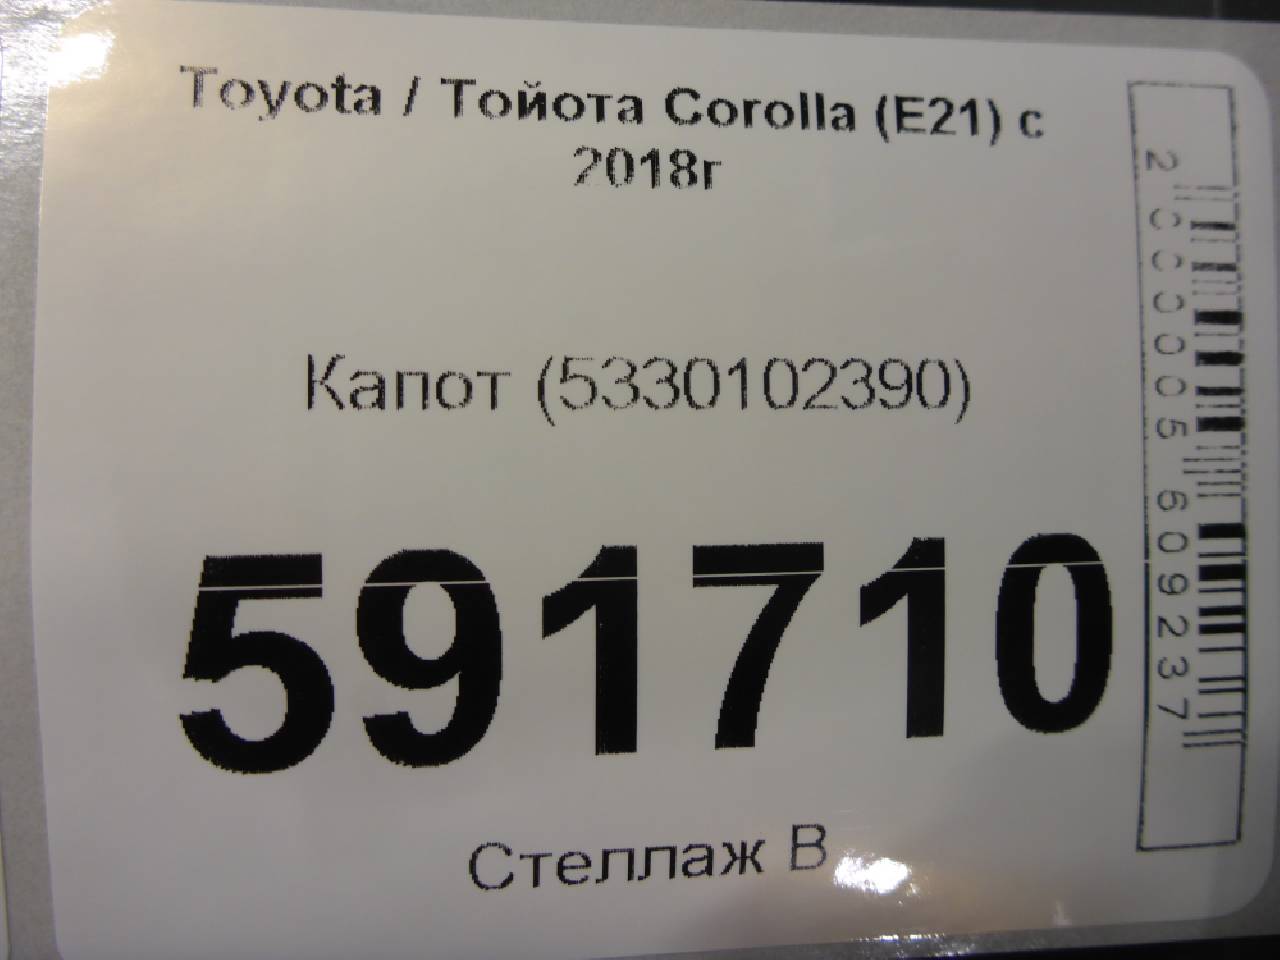 Toyota / Тойота Corolla (E21) с
2018г
Капот (5330102390)
591710
Стеллаж В
2000005609237